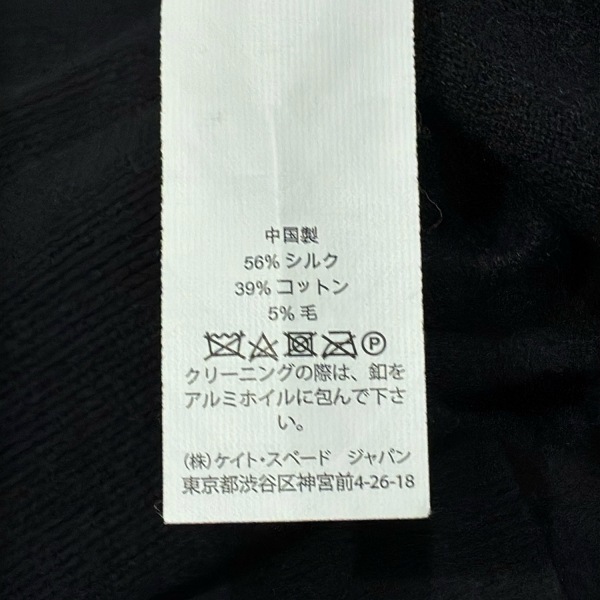 中国製
56% シルク
39% コットン
5% 毛
P
クリーニングの際は、釦を
アルミホイルに包んで下さ
い。
(株)ケイト・スペード ジャパン
東京都渋谷区神宮前4-26-18